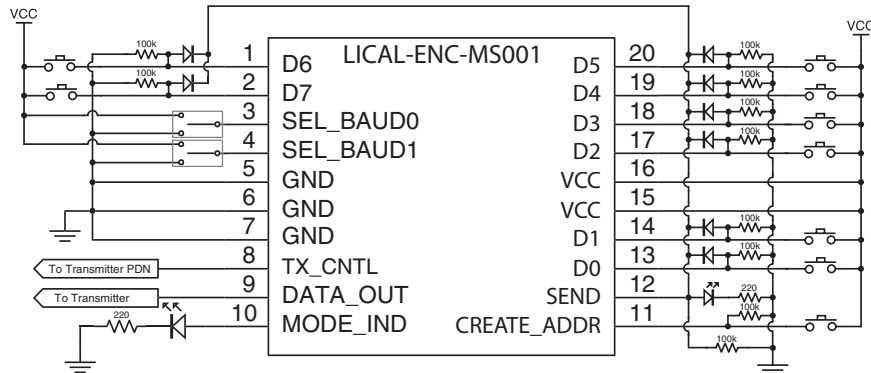 VCC
VCC
LICAL-ENC-MS001
100k
1
D6
100k
2
D7
3
SEL_BAUD0
4
SEL_BAUD1
5
GND
6
GND
7
GND
To Transmitter PDN
8
TX_CNTL
To Transmitter
9
DATA_OUT
220
10
MODE_IND
20
D5
100k
19
D4
100k
18
D3
100k
17
D2
100k
16
VCC
15
VCC
14
D1
100k
13
D0
100k
12
SEND
220
11
CREATE_ADDR
100k
100k